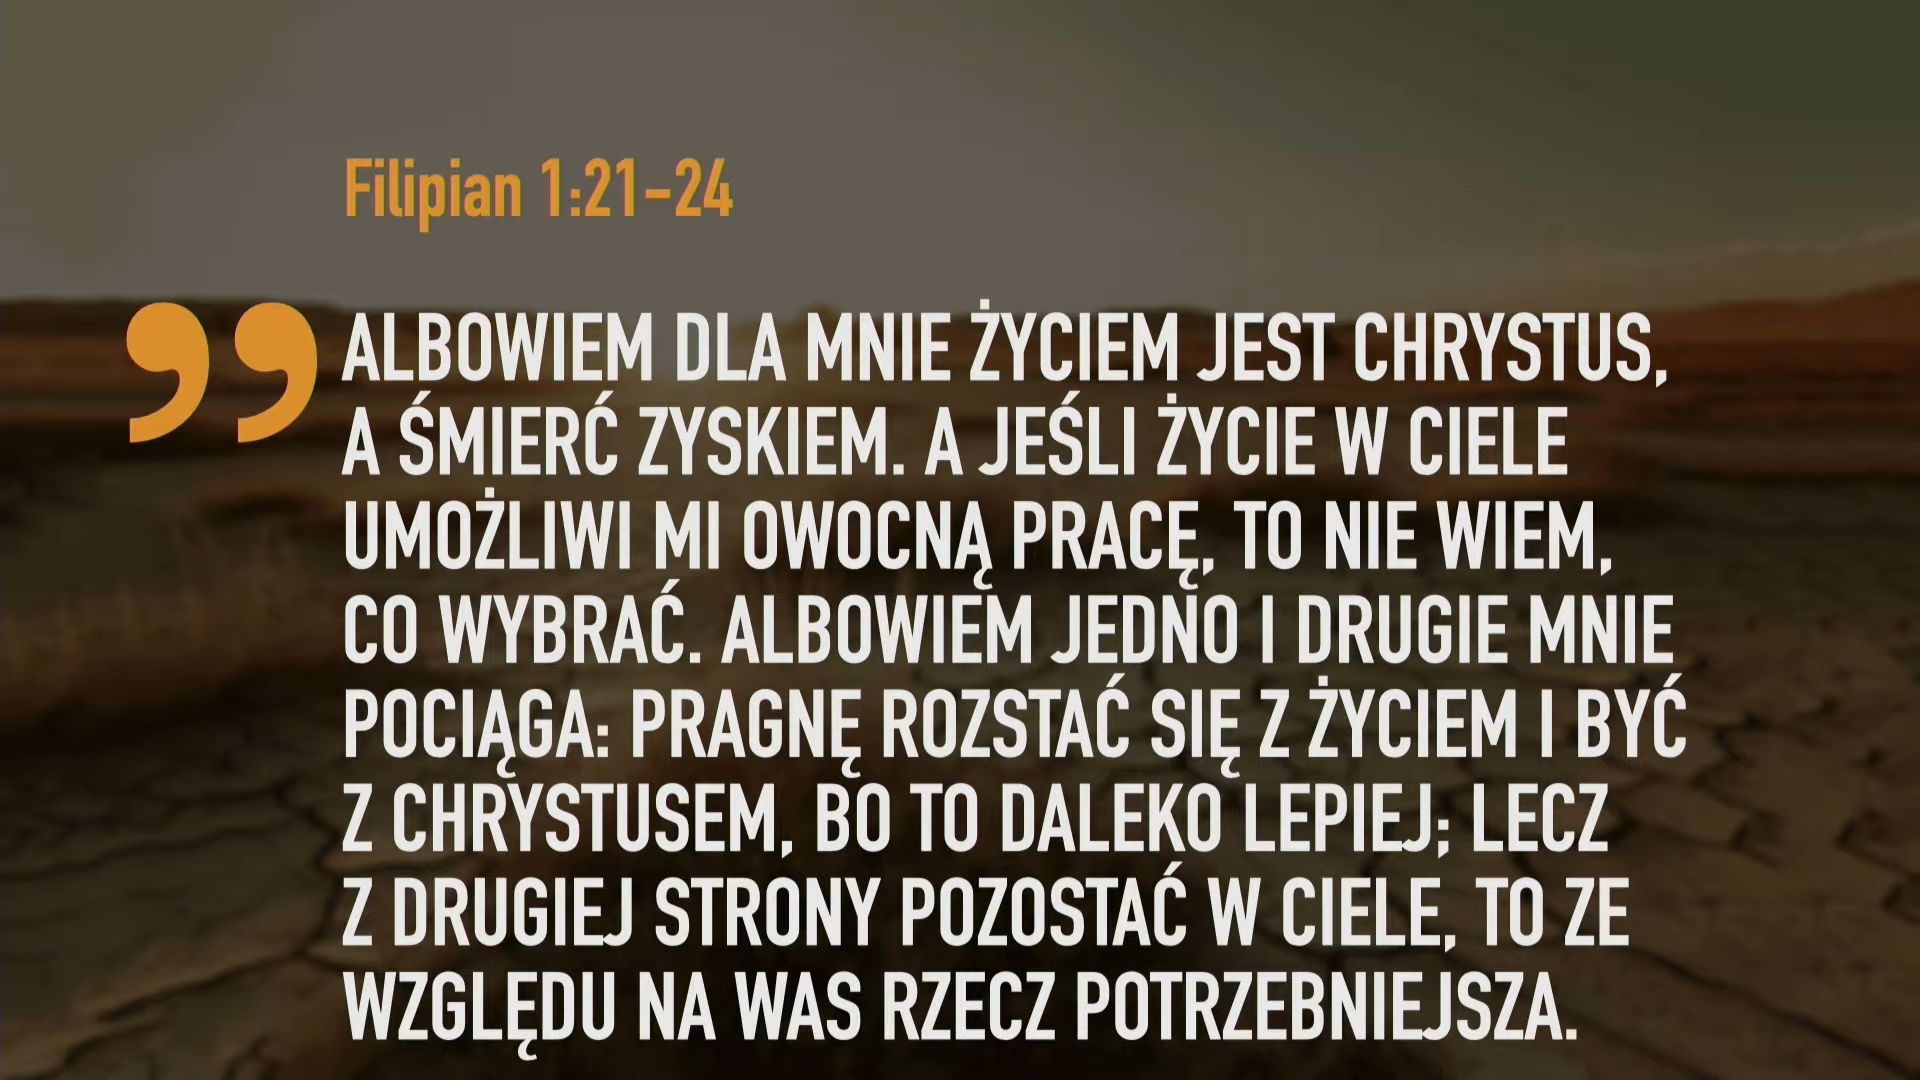 Filipian 1:21-24
” ALBOWIEM DLA MNIE ŻYCIEM JEST CHRYSTUS,
A ŚMIERĆ ZYSKIEM. A JEŚLI ŻYCIE W CIELE
UMOŻLIWI MI OWOCNĄ PRACĘ, TO NIE WIEM,
CO WYBRAĆ. ALBOWIEM JEDNO I DRUGIE MNIE
POCIĄGA: PRAGNĘ ROZSTAĆ SIĘ Z ŻYCIEM I BYĆ
Z CHRYSTUSEM, BO TO DALEKO LEPIEJ; LECZ
Z DRUGIEJ STRONY POZOSTAĆ W CIELE, TO ZE
WZGLĘDU NA WAS RZECZ POTRZEBNIEJSZA.